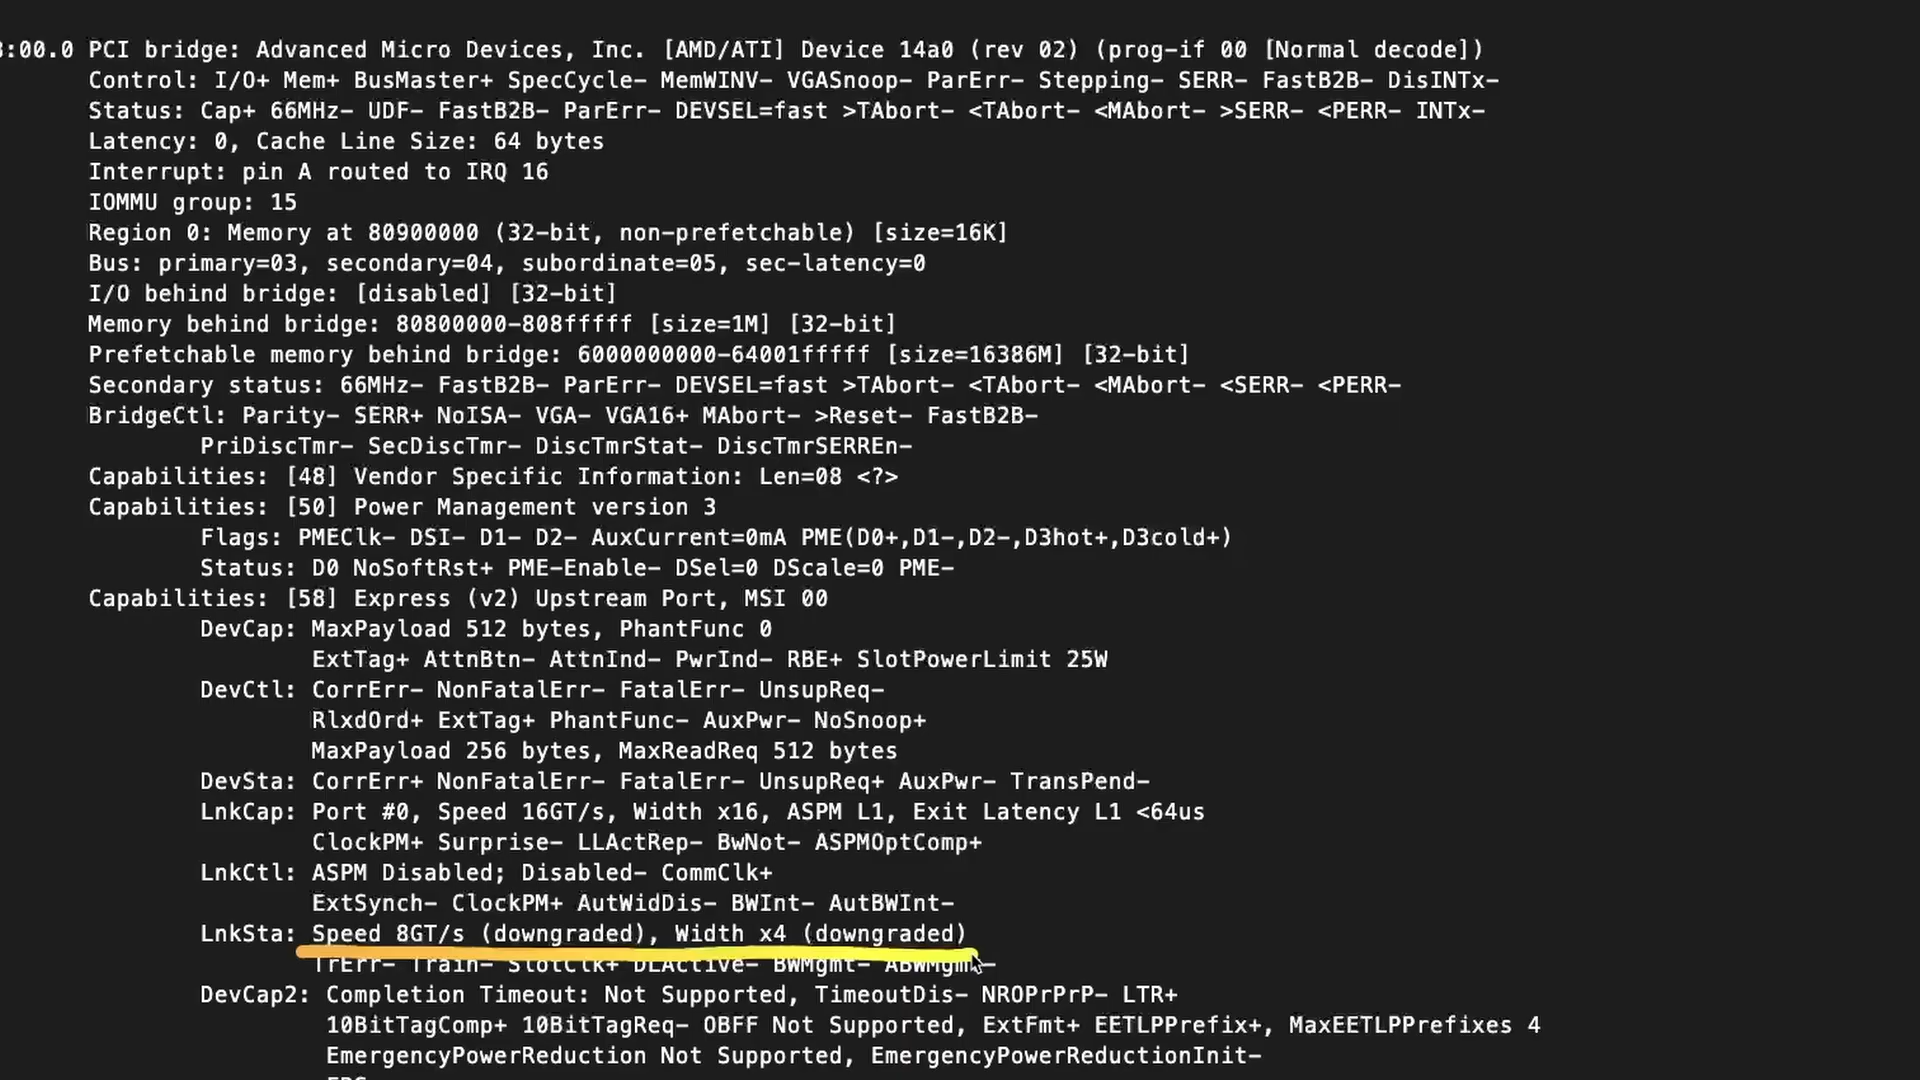 :00.0 PCI bridge: Advanced Micro Devices, Inc. [AMD/ATI] Device 14a0 (rev 02) (prog-if 00 [Normal decode])
Control: I/O+ Mem+ BusMaster+ SpecCycle- MemWINV- VGASnoop- ParErr- Stepping- SERR- FastB2B- DisINTx-
Status: Cap+ 66MHz- UDF- FastB2B- ParErr- DEVSEL=fast >TAbort- <TAbort- <MAbort- >SERR- <PERR- INTx-
Latency: 0, Cache Line Size: 64 bytes
Interrupt: pin A routed to IRQ 16
IOMMU group: 15
Region 0: Memory at 80900000 (32-bit, non-prefetchable) [size=16K]
Bus: primary=03, secondary=04, subordinate=05, sec-latency=0
I/O behind bridge: [disabled] [32-bit]
Memory behind bridge: 80800000-808fffff [size=1M] [32-bit]
Prefetchable memory behind bridge: 6000000000-64001fffff [size=16386M] [32-bit]
Secondary status: 66MHz- FastB2B- ParErr- DEVSEL=fast >TAbort- <TAbort- <MAbort- <SERR- <PERR-
BridgeCtl: Parity- SERR+ NoISA- VGA- VGA16+ MAbort- >Reset- FastB2B-
PriDiscTmr- SecDiscTmr- DiscTmrStat- DiscTmrSERREn-
Capabilities: [48] Vendor Specific Information: Len=08 <?>
Capabilities: [50] Power Management version 3
Flags: PMEClk- DSI- D1- D2- AuxCurrent=0mA PME(D0+,D1-,D2-,D3hot+,D3cold+)
Status: D0 NoSoftRst+ PME-Enable- DSel=0 DScale=0 PME-
Capabilities: [58] Express (v2) Upstream Port, MSI 00
DevCap: MaxPayload 512 bytes, PhantFunc 0
ExtTag+ AttnBtn- AttnInd- PwrInd- RBE+ SlotPowerLimit 25W
DevCtl: CorrErr- NonFatalErr- FatalErr- UnsupReq-
RlxdOrd+ ExtTag+ PhantFunc- AuxPwr- NoSnoop+
MaxPayload 256 bytes, MaxReadReq 512 bytes
DevSta: CorrErr+ NonFatalErr- FatalErr- UnsupReq+ AuxPwr- TransPend-
LnkCap: Port #0, Speed 16GT/s, Width x16, ASPM L1, Exit Latency L1 <64us
ClockPM+ Surprise- LLActRep- BwNot- ASPMOptComp+
LnkCtl: ASPM Disabled; Disabled- CommClk+
ExtSynch- ClockPM+ AutWidDis- BWInt- AutBWInt-
LnkSta: Speed 8GT/s (downgraded), Width x4 (downgraded)
TrErr- Train- SlotClk+ DLActive- BWMgmt- ABWMgmt-
DevCap2: Completion Timeout: Not Supported, TimeoutDis- NROPrPrP- LTR+
10BitTagComp+ 10BitTagReq- OBFF Not Supported, ExtFmt+ EETLPPrefix+, MaxEETLPPrefixes 4
EmergencyPowerReduction Not Supported, EmergencyPowerReductionInit-